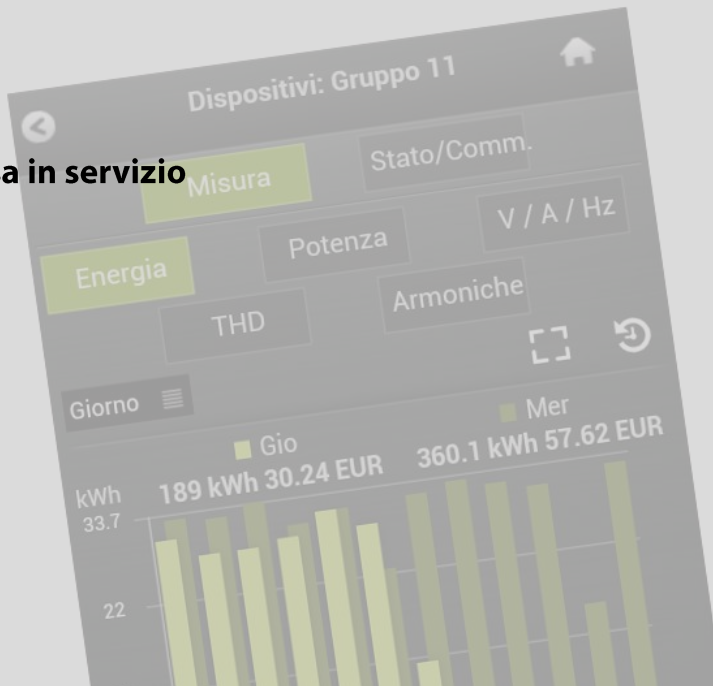 Dispositivi: Gruppo 11
a in servizio
Misura
Stato/Comm.
Energia
Potenza
V / A / Hz
THD
Armoniche
Giorno
Gio
Mer
189 kWh 30.24 EUR
360.1 kWh 57.62 EUR
kWh
33.7
22